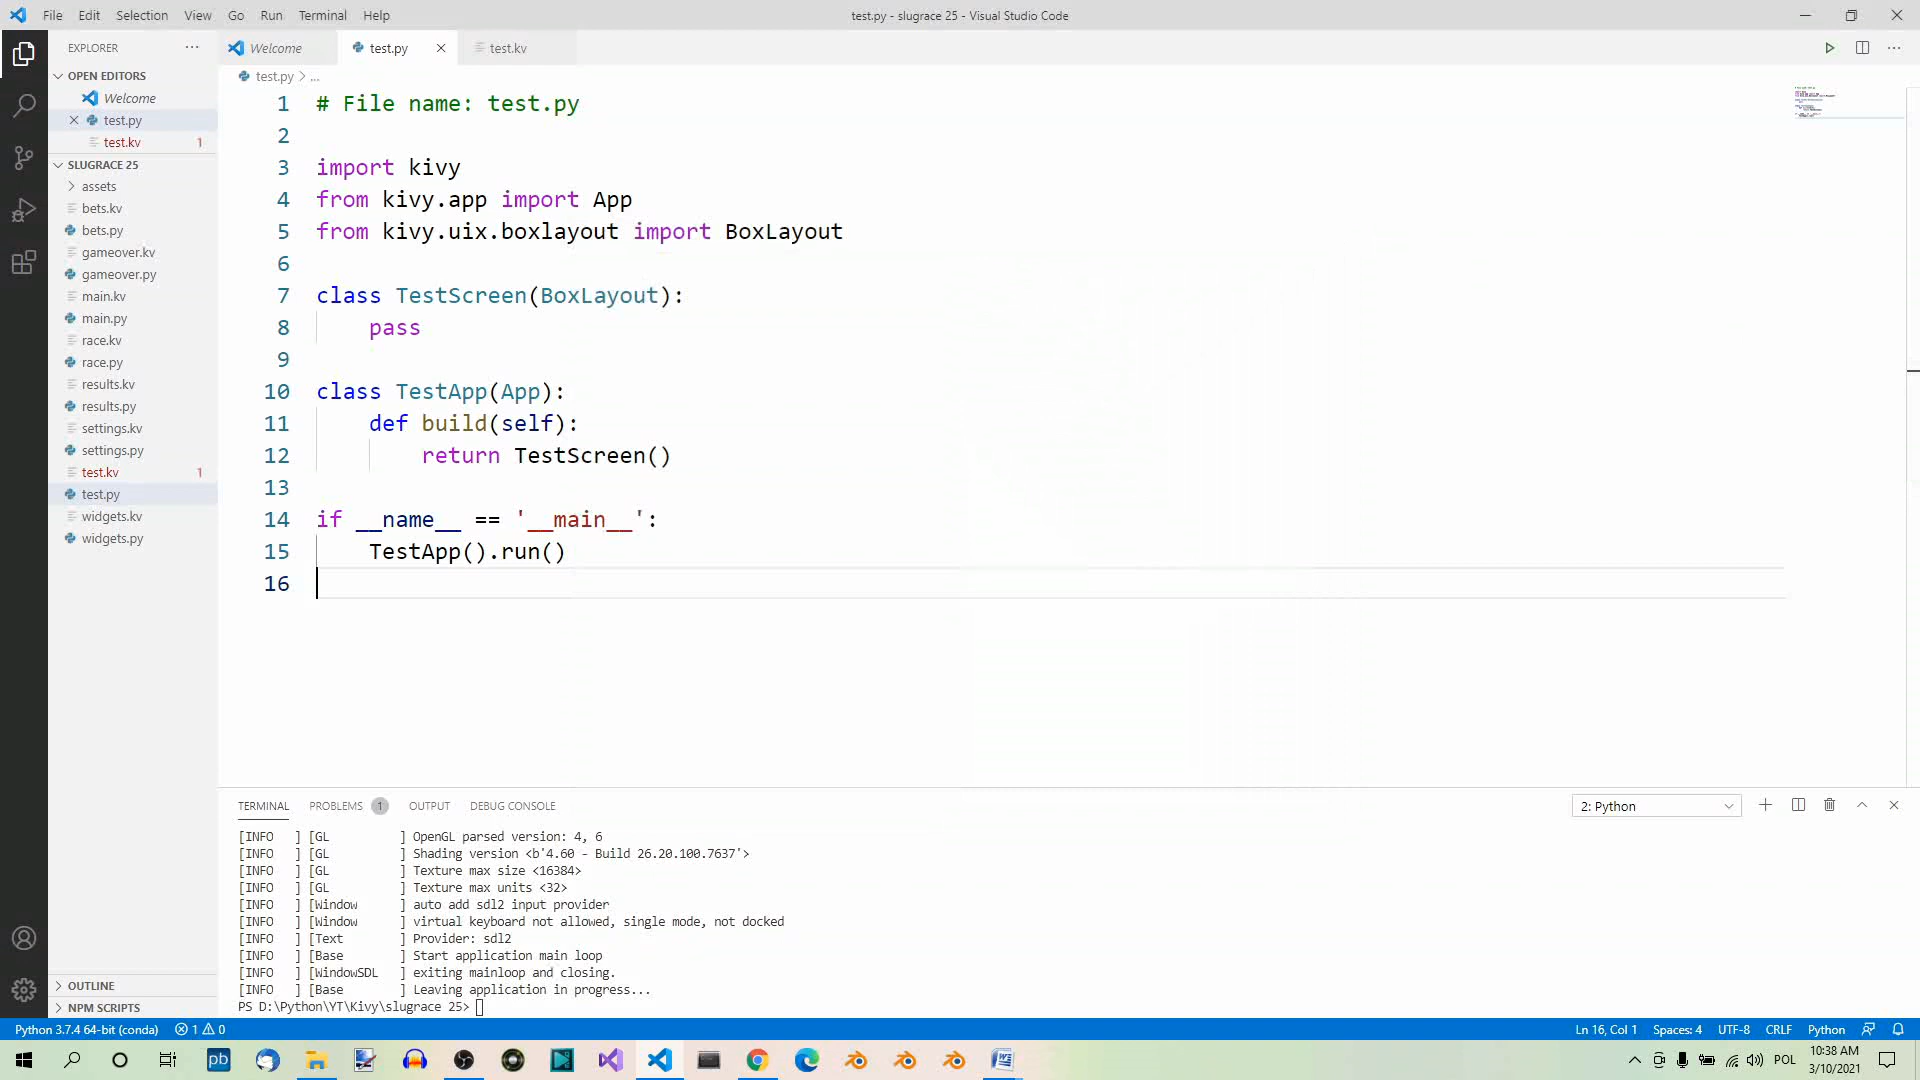 File Edit Selection View Go Run Terminal Help
test.py - slugrace 25 - Visual Studio Code
EXPLORER
Welcome
test.py
test.kv
OPEN EDITORS
Welcome
test.py
test.kv 1
SLUGRACE 25
assets
bets.kv
bets.py
gameover.kv
gameover.py
main.kv
main.py
race.kv
race.py
results.kv
results.py
settings.kv
settings.py
test.kv 1
test.py
widgets.kv
widgets.py
OUTLINE
NPM SCRIPTS
test.py > ...
1 # File name: test.py
2
3 import kivy
4 from kivy.app import App
5 from kivy.uix.boxlayout import BoxLayout
6
7 class TestScreen(BoxLayout):
8 pass
9
10 class TestApp(App):
11 def build(self):
12 return TestScreen()
13
14 if __name__ == '__main__':
15 TestApp().run()
16
TERMINAL PROBLEMS 1 OUTPUT DEBUG CONSOLE
2: Python
[INFO ] [GL ] OpenGL parsed version: 4, 6
[INFO ] [GL ] Shading version <b'4.60 - Build 26.20.100.7637'>
[INFO ] [GL ] Texture max size <16384>
[INFO ] [GL ] Texture max units <32>
[INFO ] [Window ] auto add sdl2 input provider
[INFO ] [Window ] virtual keyboard not allowed, single mode, not docked
[INFO ] [Text ] Provider: sdl2
[INFO ] [Base ] Start application main loop
[INFO ] [WindowSDL ] exiting mainloop and closing.
[INFO ] [Base ] Leaving application in progress...
PS D:\Python\YT\Kivy\slugrace 25>
Python 3.7.4 64-bit (conda) 1 0
Ln 16, Col 1 Spaces: 4 UTF-8 CRLF Python
pb
POL
10:38 AM
3/10/2021